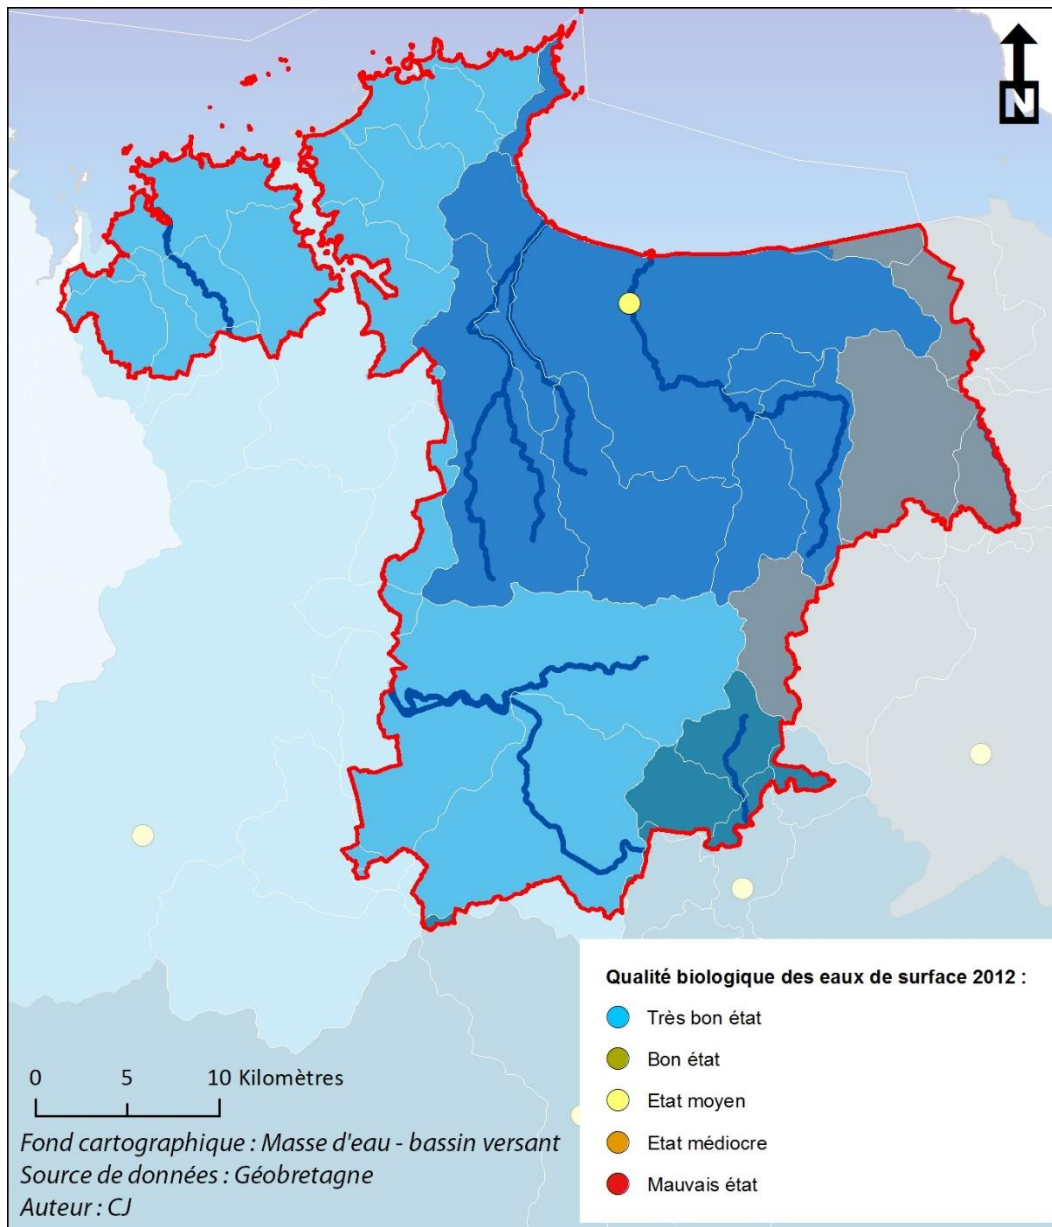 N
Qualité biologique des eaux de surface 2012 :
Très bon état
Bon état
Etat moyen
Etat médiocre
Mauvais état
0 5 10 Kilomètres
Fond cartographique : Masse d'eau - bassin versant
Source de données : Géobretagne
Auteur : CJ